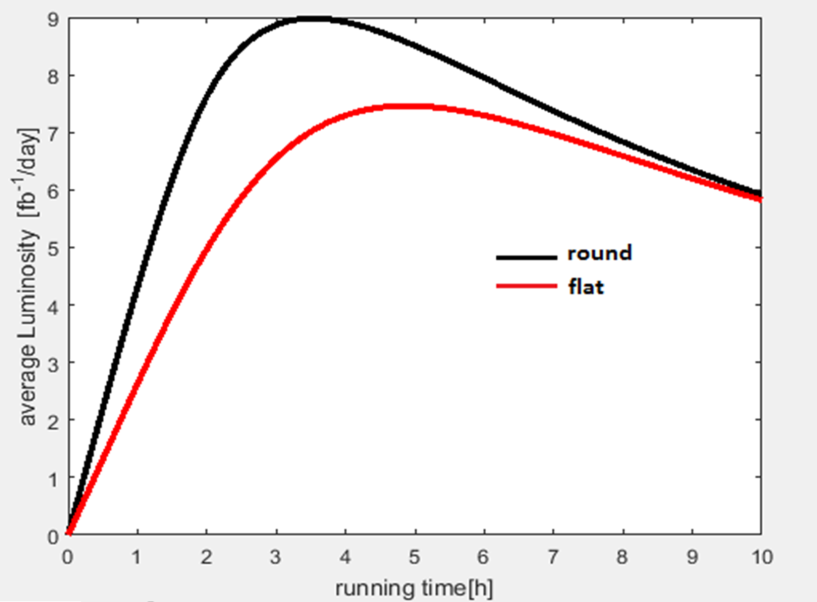 9
8
7
6
5
4
3
2
1
0
average Luminosity [fb⁻¹/day]
round
flat
0 1 2 3 4 5 6 7 8 9 10
running time[h]